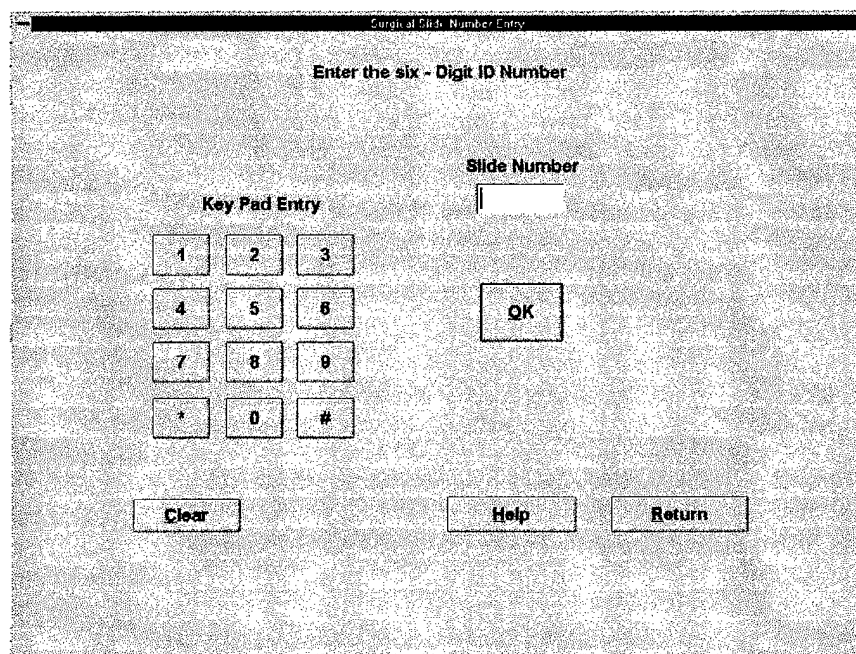 Surgical Slide Number Entry
Enter the six - Digit ID Number
Slide Number
Key Pad Entry
1 2 3
4 5 6
OK
7 8 9
* 0 #
Clear Help Return